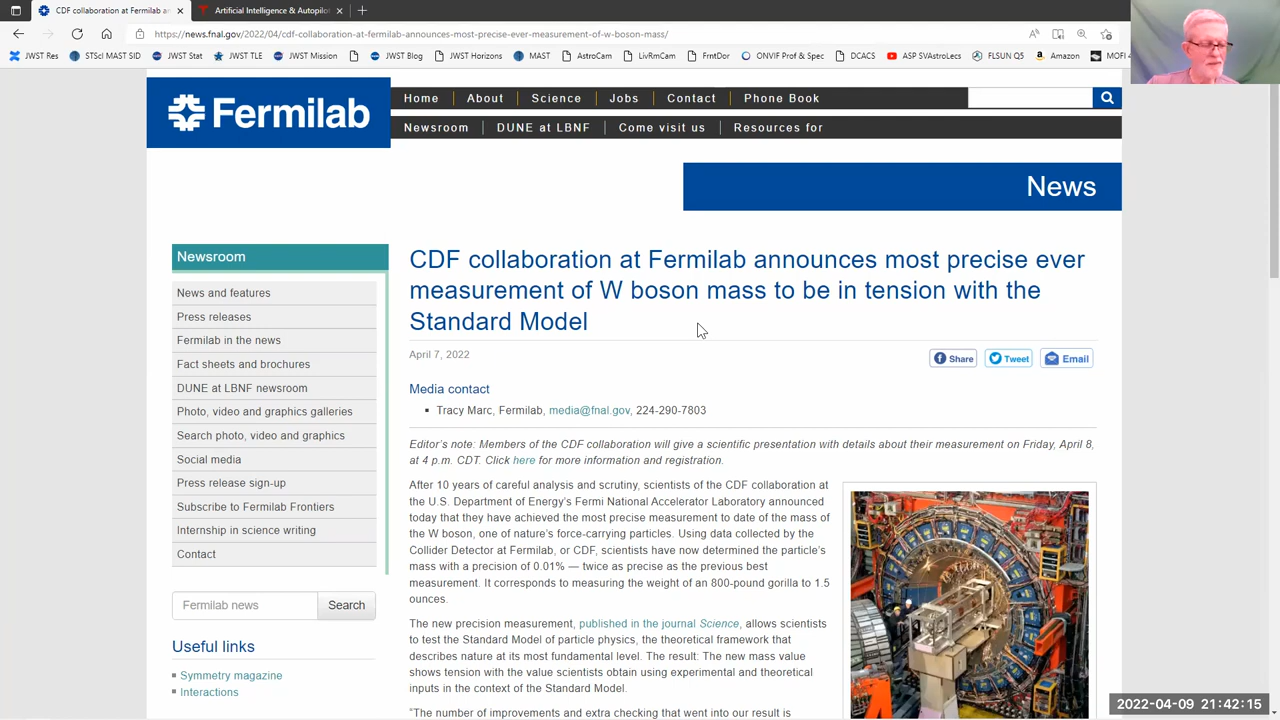 CDF collaboration at Fermilab a
Artificial Intelligence & Autopilot
https://news.fnal.gov/2022/04/cdf-collaboration-at-fermilab-announces-most-precise-ever-measurement-of-w-boson-mass/
JWST Res STScI MAST SID JWST Stat JWST TLE JWST Mission JWST Blog JWST Horizons MAST AstroCam LivRmCam FrntDor ONVIF Prof & Spec DCACS ASP SVAstroLecs FLSUN Q5 Amazon MOFI
Fermilab
Home About Science Jobs Contact Phone Book
Newsroom DUNE at LBNF Come visit us Resources for
News
Newsroom
News and features
Press releases
Fermilab in the news
Fact sheets and brochures
DUNE at LBNF newsroom
Photo, video and graphics galleries
Search photo, video and graphics
Social media
Press release sign-up
Subscribe to Fermilab Frontiers
Internship in science writing
Contact
Fermilab news Search
Useful links
Symmetry magazine
Interactions
CDF collaboration at Fermilab announces most precise ever
measurement of W boson mass to be in tension with the
Standard Model
April 7, 2022
Share Tweet Email
Media contact
Tracy Marc, Fermilab, media@fnal.gov, 224-290-7803
Editor's note: Members of the CDF collaboration will give a scientific presentation with details about their measurement on Friday, April 8,
at 4 p.m. CDT. Click here for more information and registration.
After 10 years of careful analysis and scrutiny, scientists of the CDF collaboration at
the U.S. Department of Energy's Fermi National Accelerator Laboratory announced
today that they have achieved the most precise measurement to date of the mass of
the W boson, one of nature's force-carrying particles. Using data collected by the
Collider Detector at Fermilab, or CDF, scientists have now determined the particle's
mass with a precision of 0.01% — twice as precise as the previous best
measurement. It corresponds to measuring the weight of an 800-pound gorilla to 1.5
ounces.
The new precision measurement, published in the journal Science, allows scientists
to test the Standard Model of particle physics, the theoretical framework that
describes nature at its most fundamental level. The result: The new mass value
shows tension with the value scientists obtain using experimental and theoretical
inputs in the context of the Standard Model.
"The number of improvements and extra checking that went into our result is
2022-04-09 21:42:15